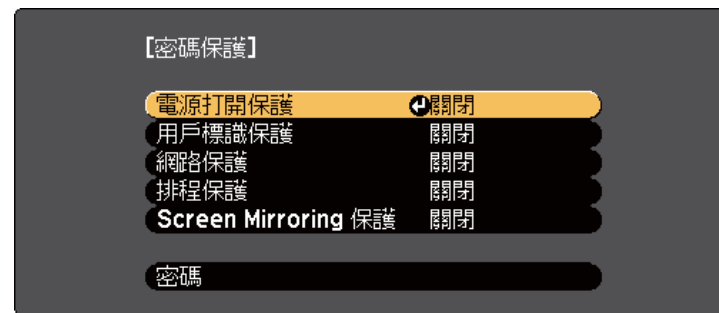 【密碼保護】
電源打開保護 關閉
用戶標識保護 關閉
網路保護 關閉
排程保護 關閉
Screen Mirroring 保護 關閉
密碼